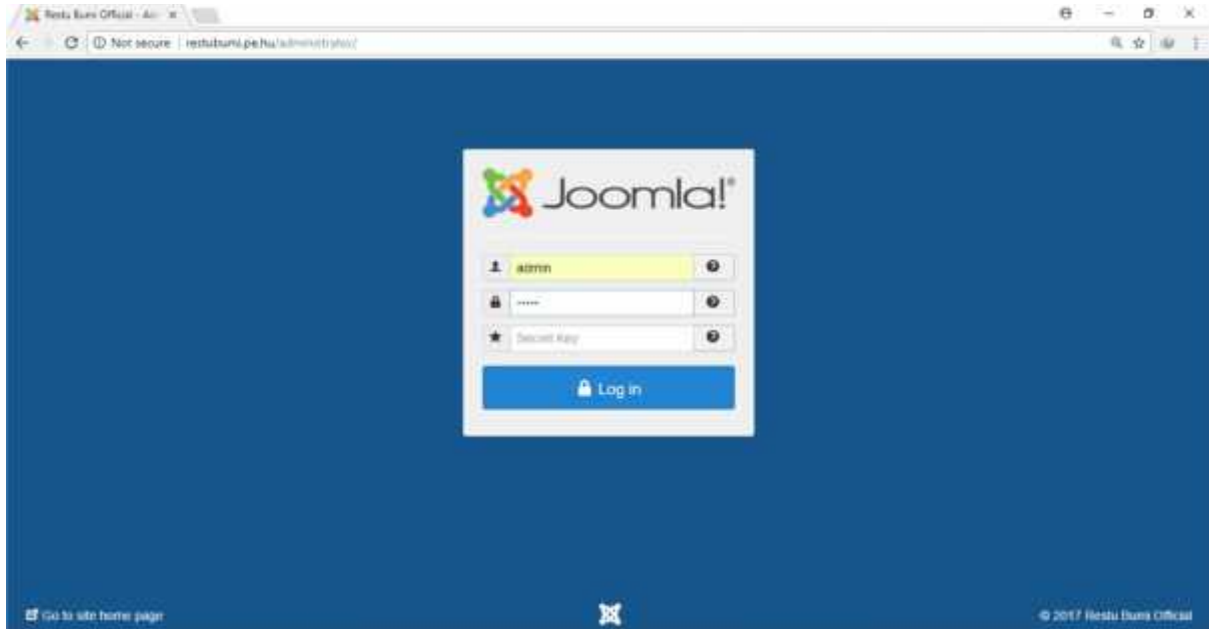 Restu Bumi Official - Ad
Not secure | restubumi.pe.hu/administrator/
Joomla!®
admin
•••••
Secret Key
Log in
Go to site home page
© 2017 Restu Bumi Official